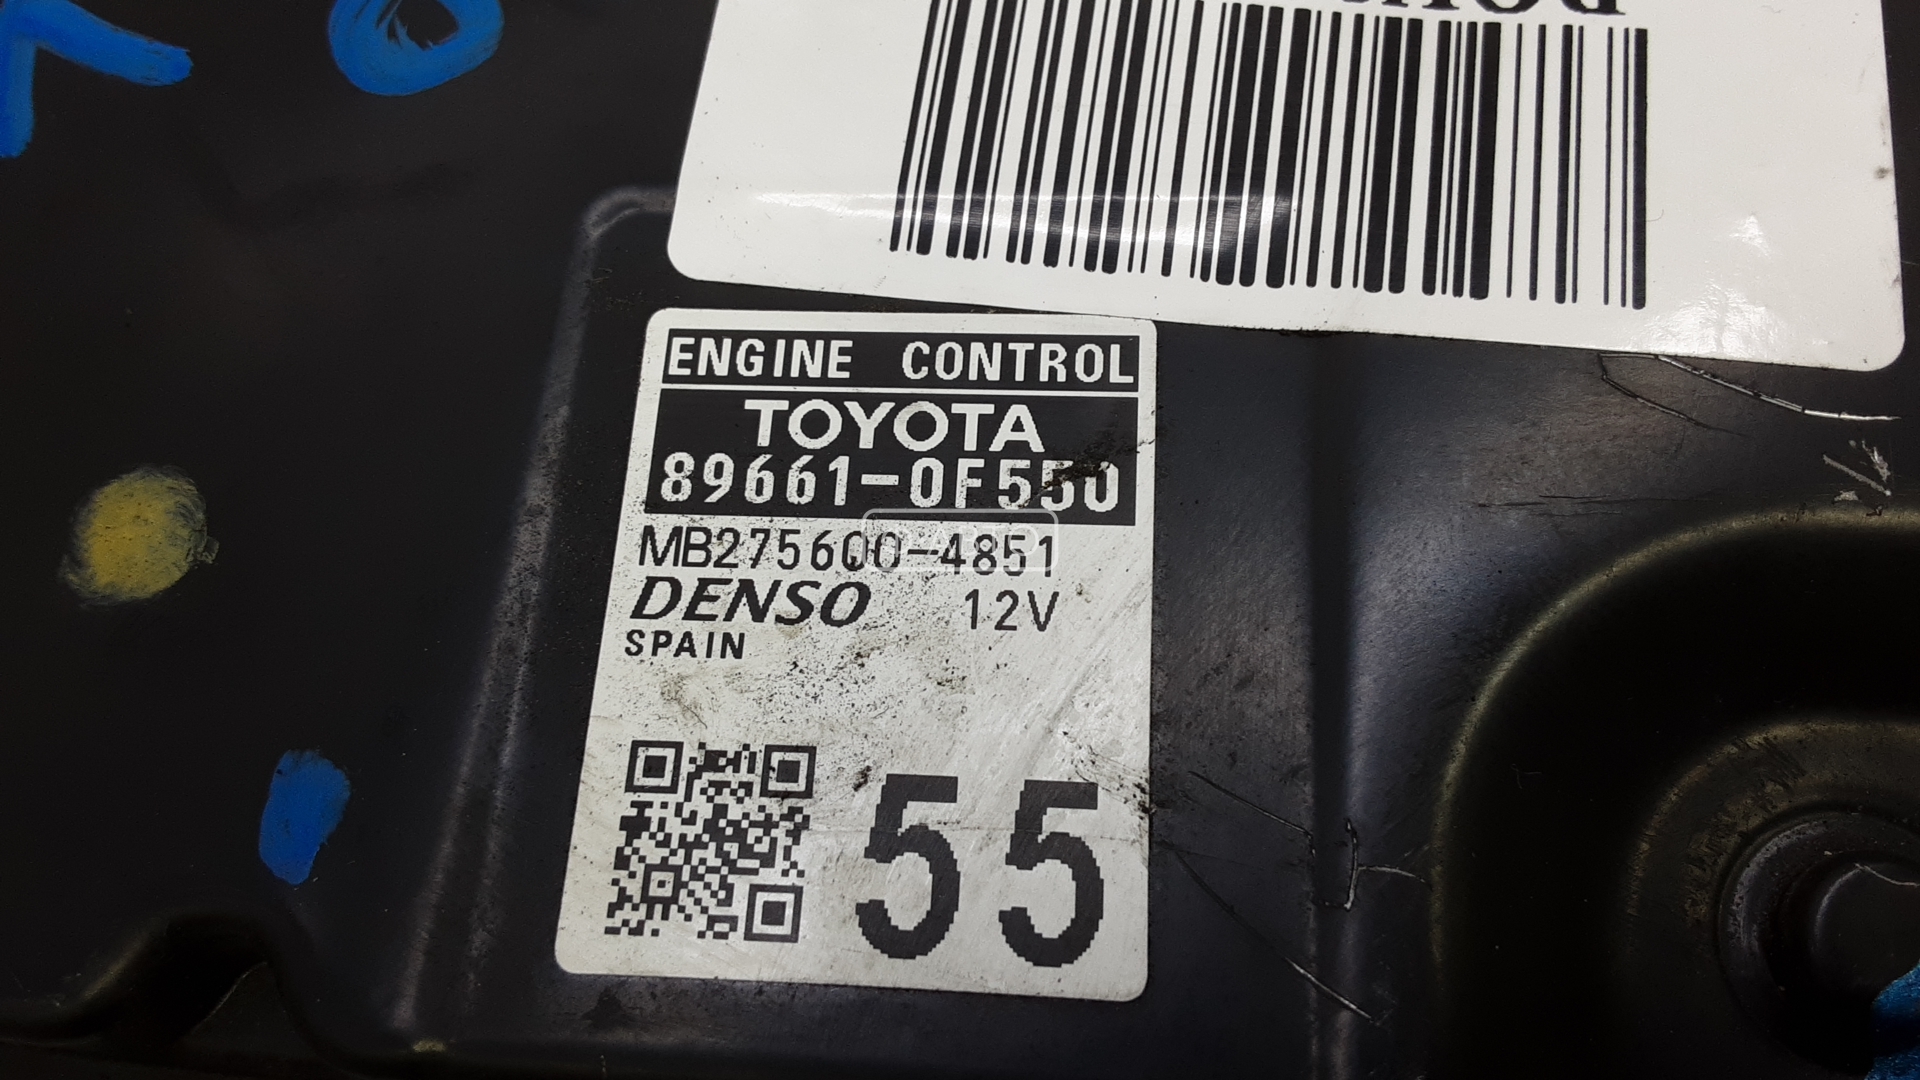 ENGINE CONTROL
TOYOTA
89661-0F550
MB275600-4851
DENSO 12V
SPAIN
55